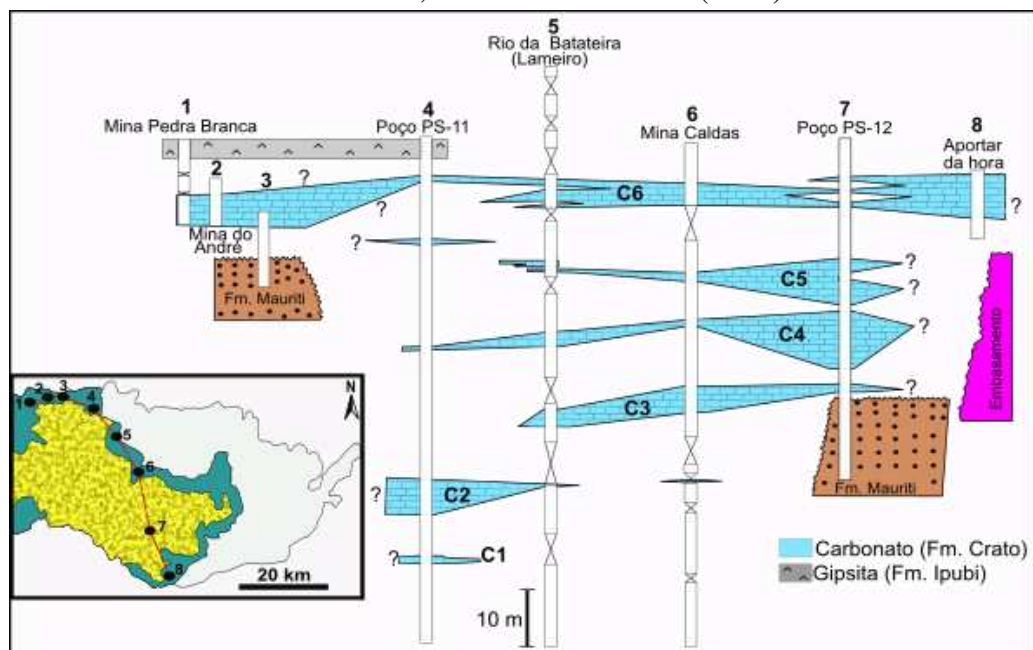 5
Rio da Batateira
(Lameiro)
1
Mina Pedra Branca
4
Poço PS-11
6
Mina Caldas
7
Poço PS-12
8
Aportar
da hora
2
3
?
?
C6
?
Mina do
André
?
Fm. Mauriti
C5
?
?
C4
?
Embasamento
C3
?
Fm. Mauriti
?
C2
?
C1
10 m
Carbonato (Fm. Crato)
Gipsita (Fm. Ipubi)
1
2
3
4
5
6
7
8
N
20 km